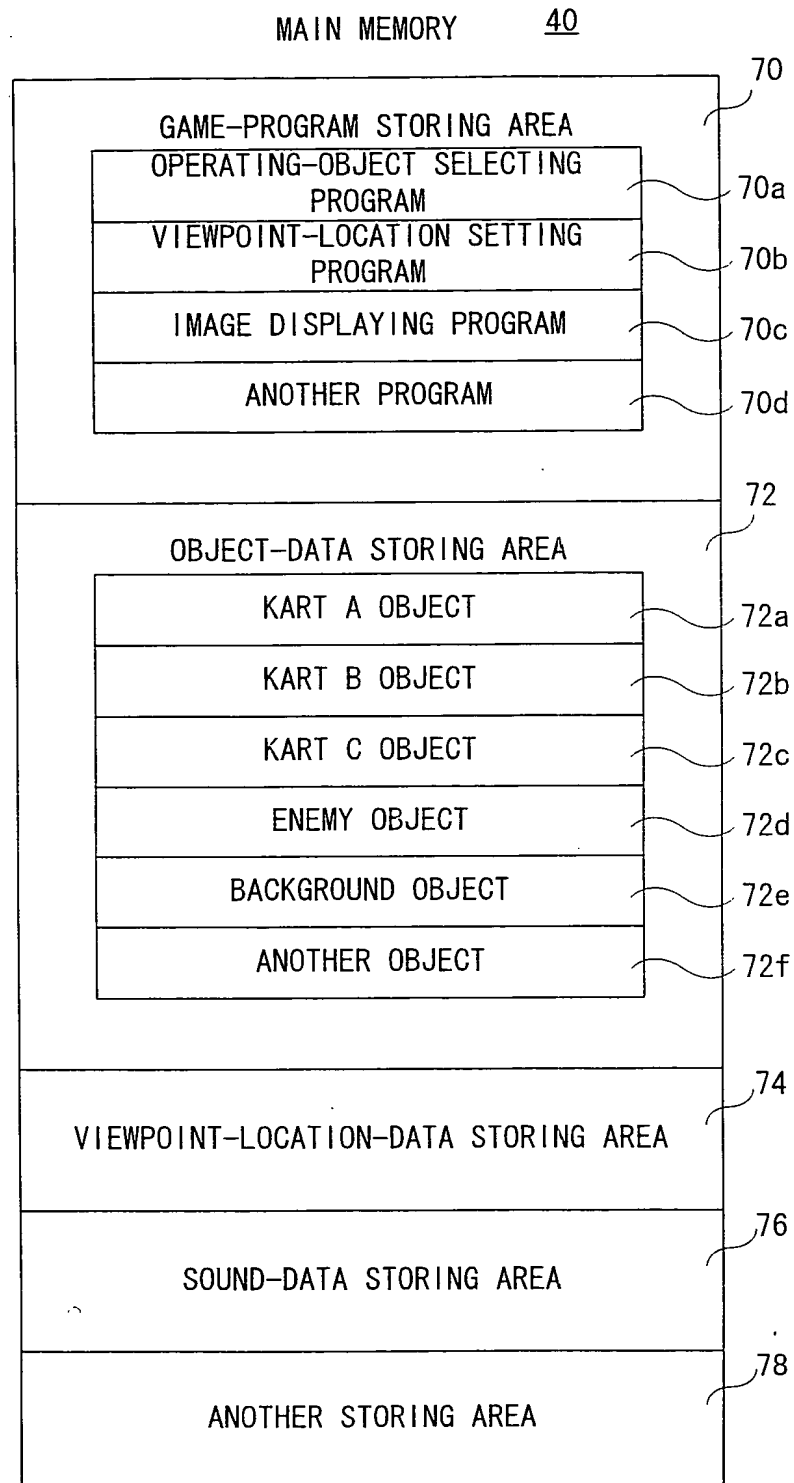 MAIN MEMORY 40
70
GAME-PROGRAM STORING AREA
OPERATING-OBJECT SELECTING
PROGRAM
70a
VIEWPOINT-LOCATION SETTING
PROGRAM
70b
IMAGE DISPLAYING PROGRAM
70c
ANOTHER PROGRAM
70d
72
OBJECT-DATA STORING AREA
KART A OBJECT
72a
KART B OBJECT
72b
KART C OBJECT
72c
ENEMY OBJECT
72d
BACKGROUND OBJECT
72e
ANOTHER OBJECT
72f
74
VIEWPOINT-LOCATION-DATA STORING AREA
76
SOUND-DATA STORING AREA
78
ANOTHER STORING AREA